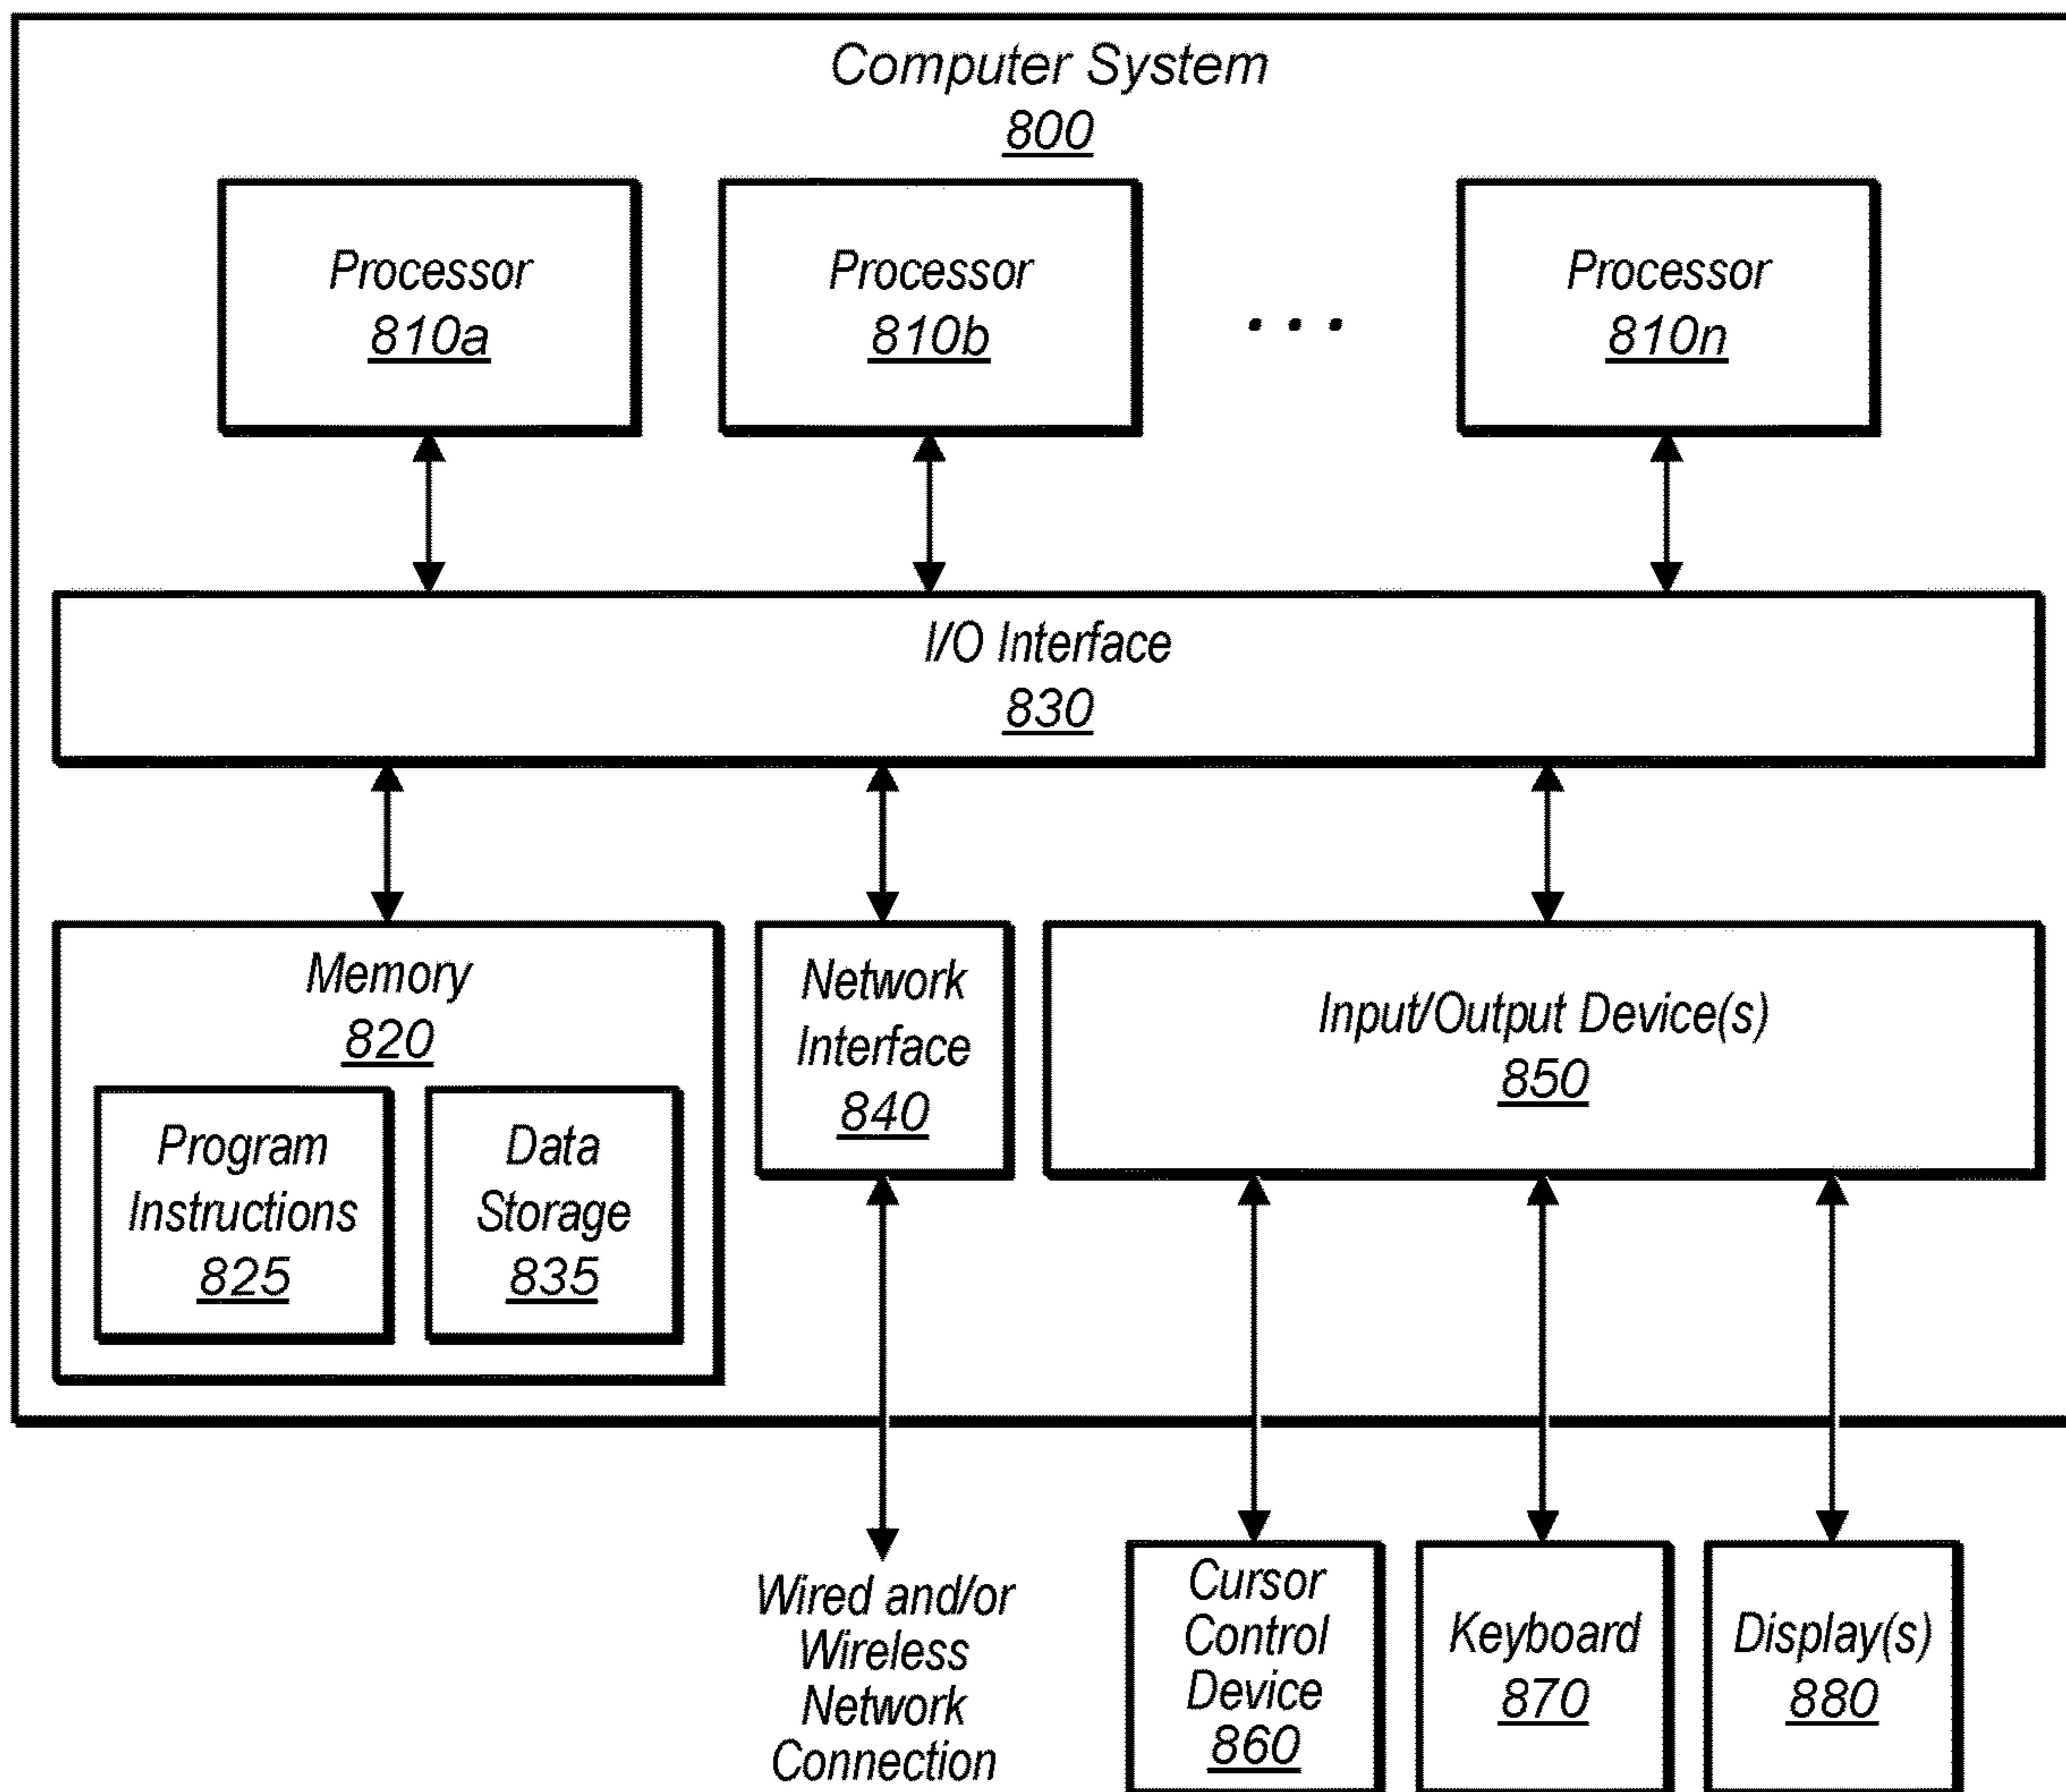 Computer System
800
Processor
810a
Processor
810b
. . .
Processor
810n
I/O Interface
830
Memory
820
Program
Instructions
825
Data
Storage
835
Network
Interface
840
Input/Output Device(s)
850
Wired and/or
Wireless
Network
Connection
Cursor
Control
Device
860
Keyboard
870
Display(s)
880